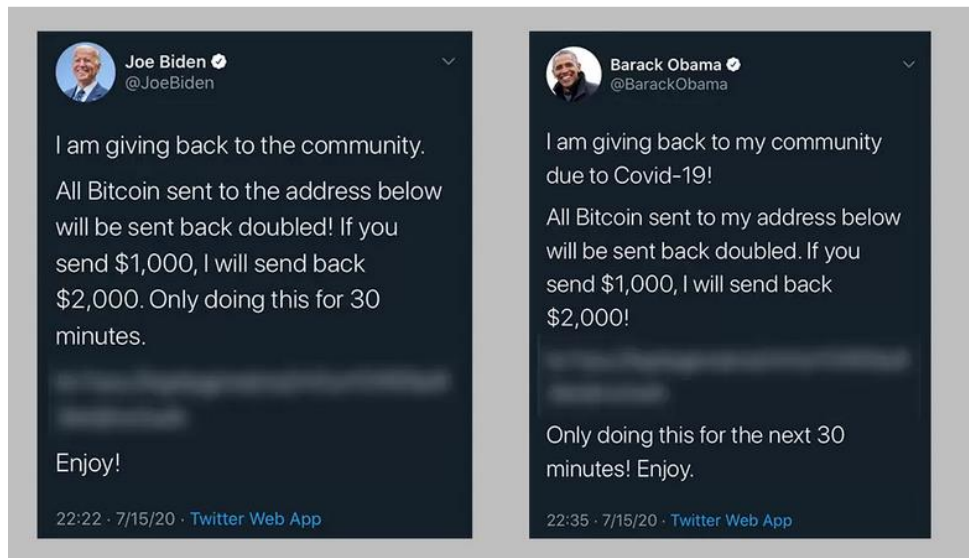 Joe Biden
@JoeBiden
I am giving back to the community.
All Bitcoin sent to the address below
will be sent back doubled! If you
send $1,000, I will send back
$2,000. Only doing this for 30
minutes.
Enjoy!
22:22 · 7/15/20 · Twitter Web App
Barack Obama
@BarackObama
I am giving back to my community
due to Covid-19!
All Bitcoin sent to my address below
will be sent back doubled. If you
send $1,000, I will send back
$2,000!
Only doing this for the next 30
minutes! Enjoy.
22:35 · 7/15/20 · Twitter Web App